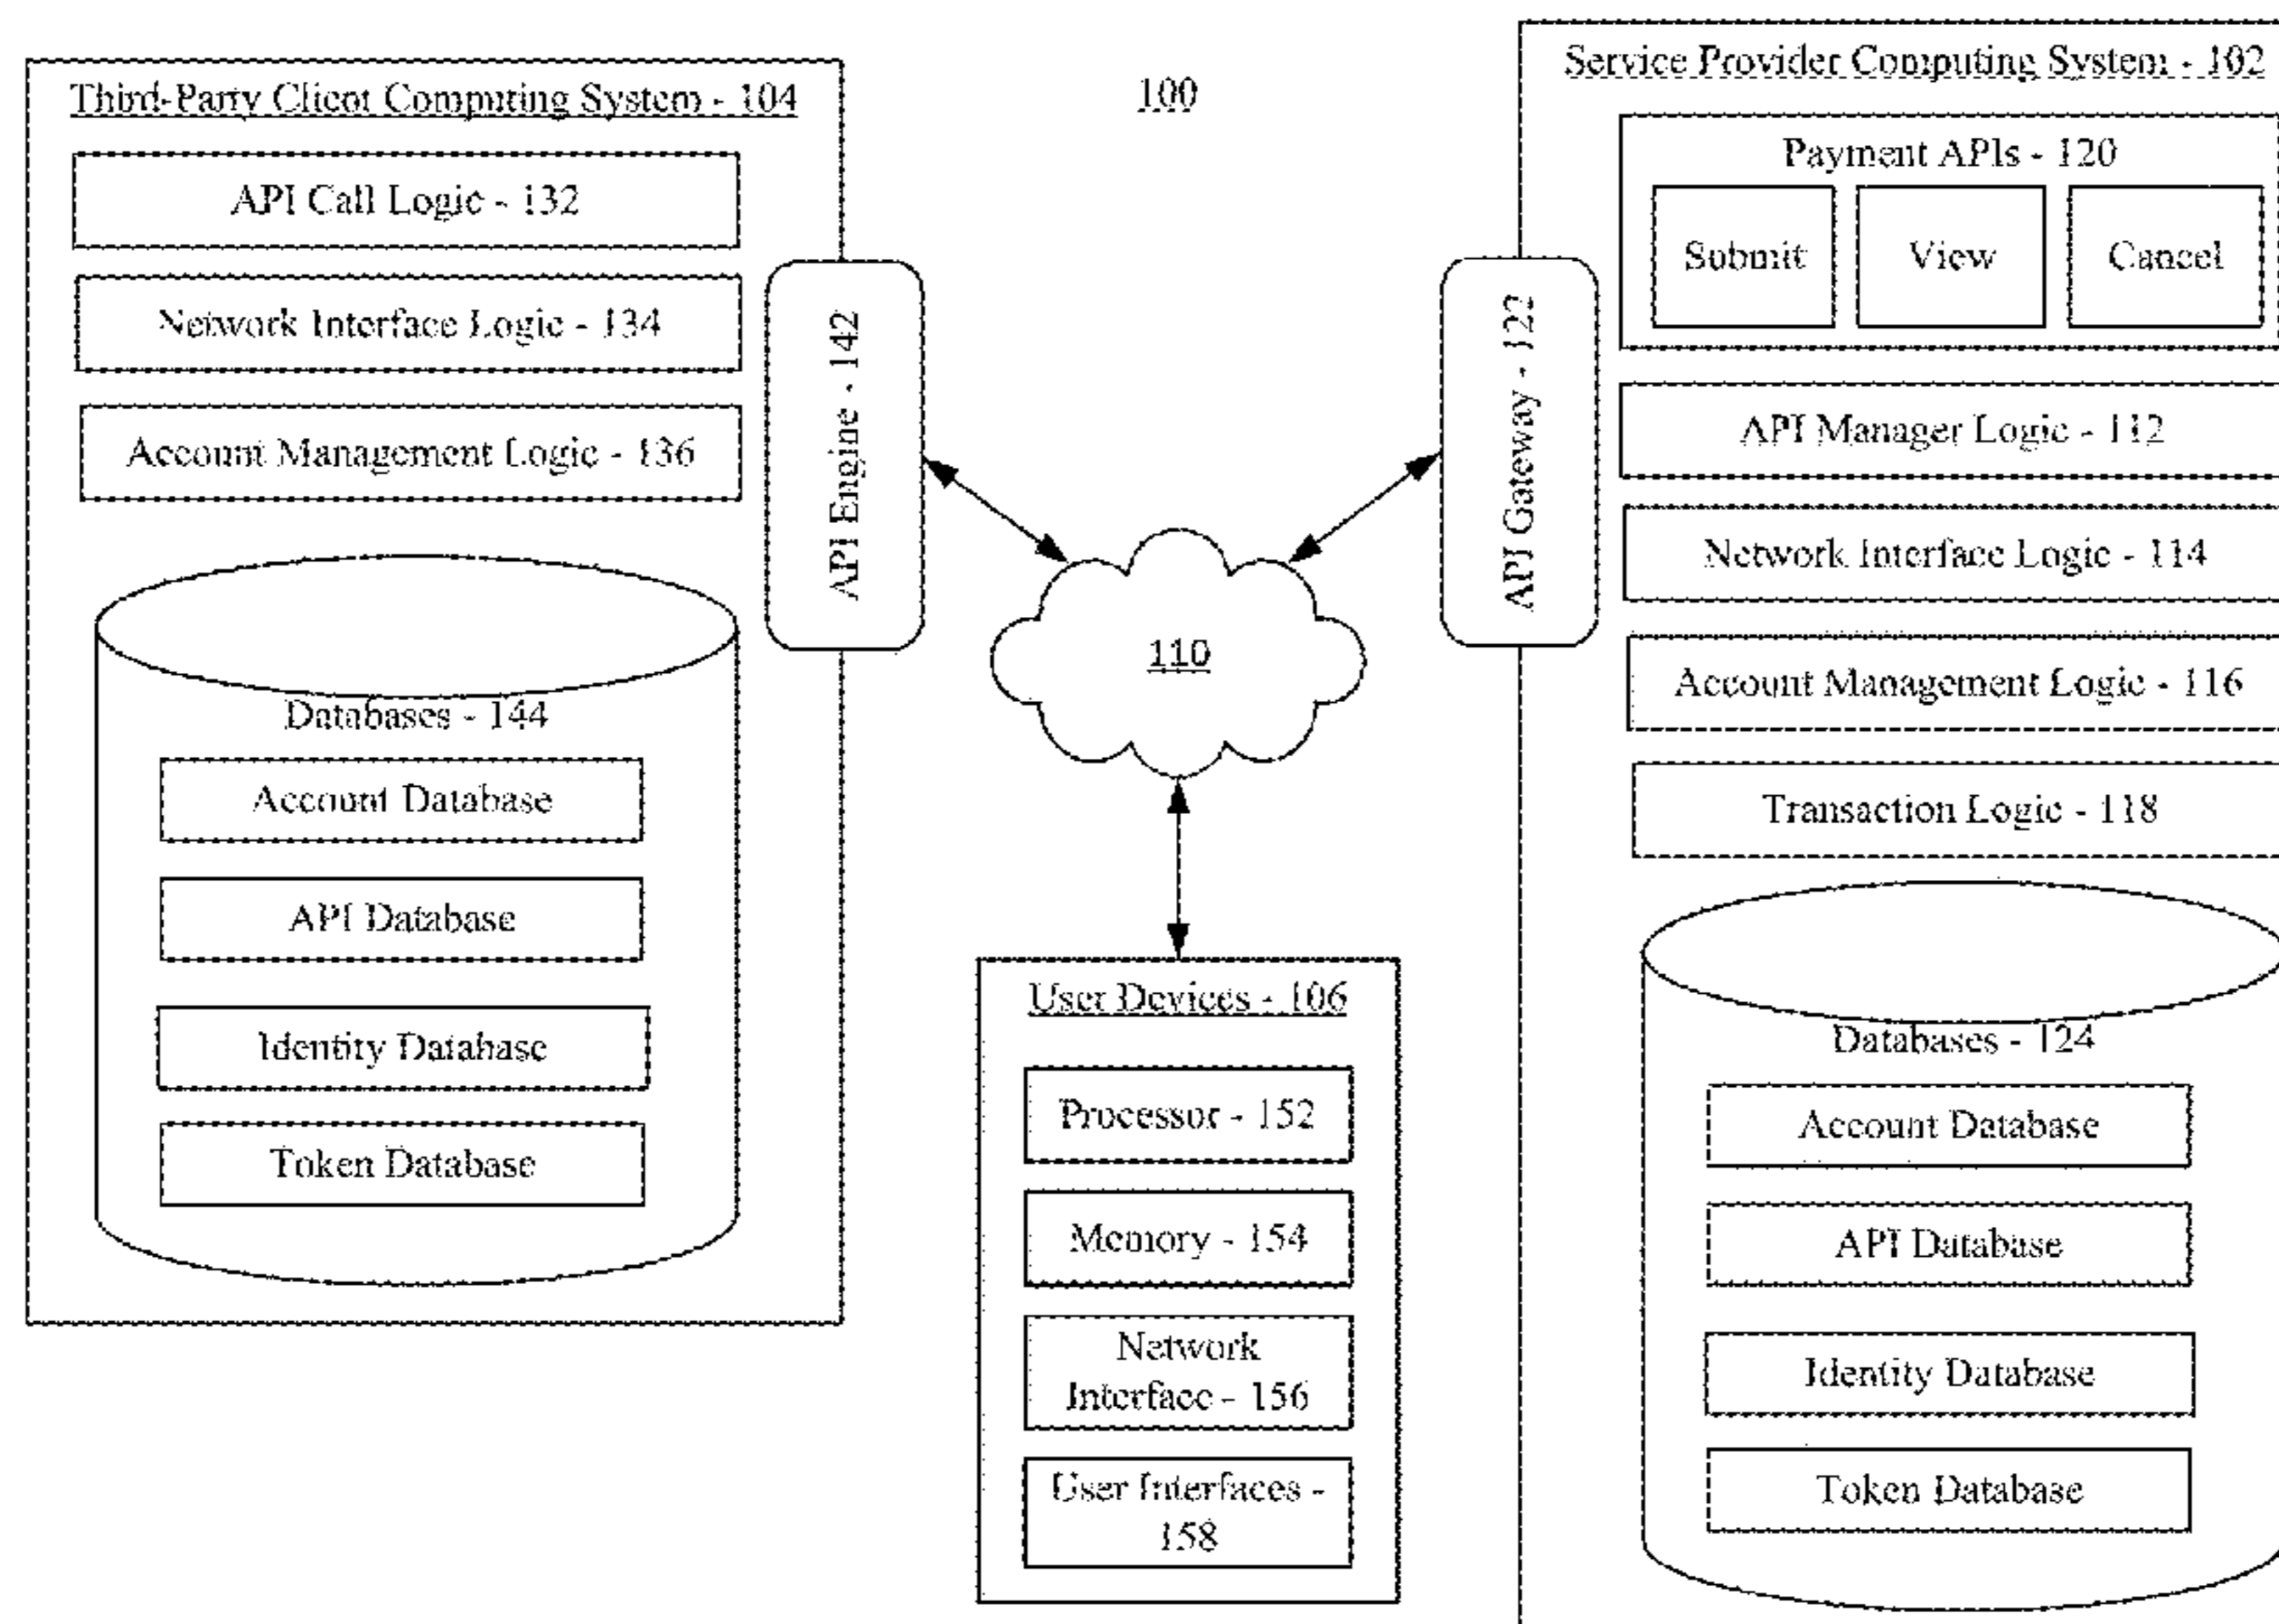 100
Third-Party Client Computing System - 104
API Call Logic - 132
Network Interface Logic - 134
Account Management Logic - 136
API Engine - 142
Databases - 144
Account Database
API Database
Identity Database
Token Database
110
User Devices - 106
Processor - 152
Memory - 154
Network
Interface - 156
User Interfaces -
158
Service Provider Computing System - 102
Payment APIs - 120
Submit
View
Cancel
API Gateway - 122
API Manager Logic - 112
Network Interface Logic - 114
Account Management Logic - 116
Transaction Logic - 118
Databases - 124
Account Database
API Database
Identity Database
Token Database